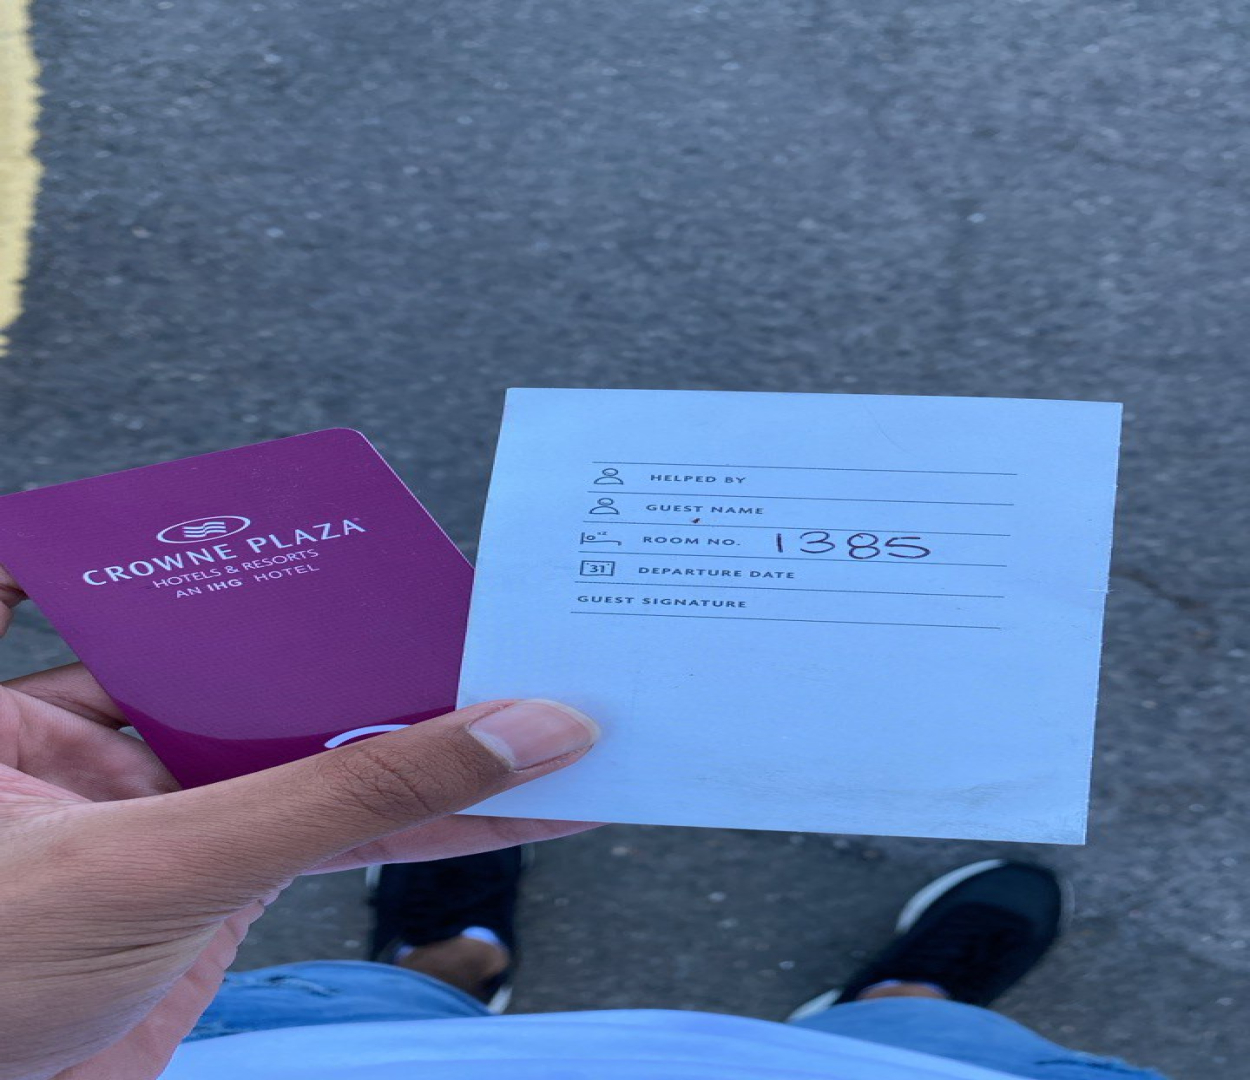 CROWNE PLAZA
HOTELS & RESORTS
AN IHG HOTEL
HELPED BY
GUEST NAME
ROOM NO. 1385
31
DEPARTURE DATE
GUEST SIGNATURE